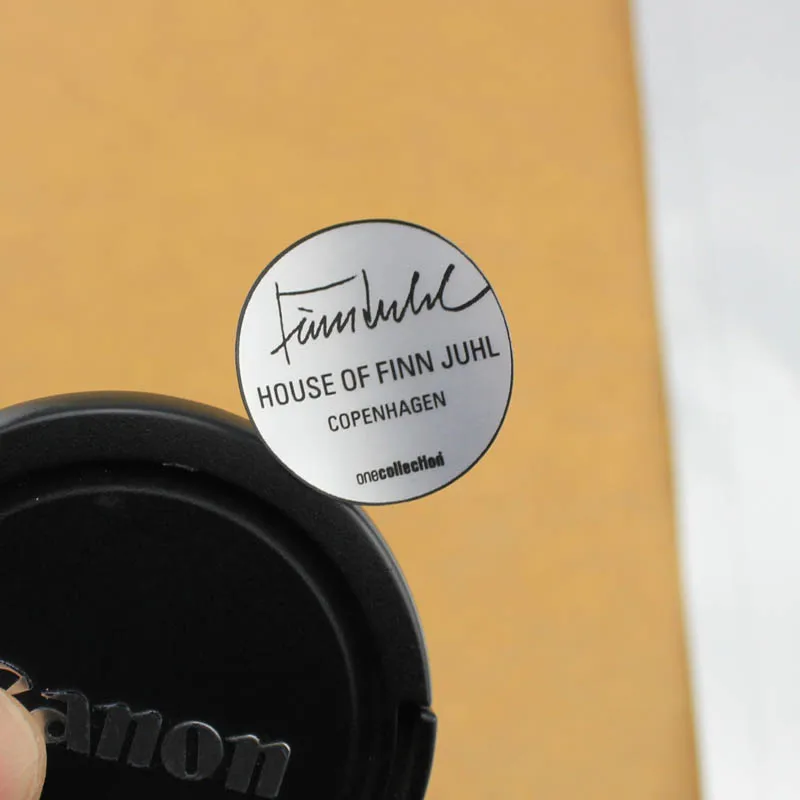 Finn Juhl
HOUSE OF FINN JUHL
COPENHAGEN
onecollection
Canon